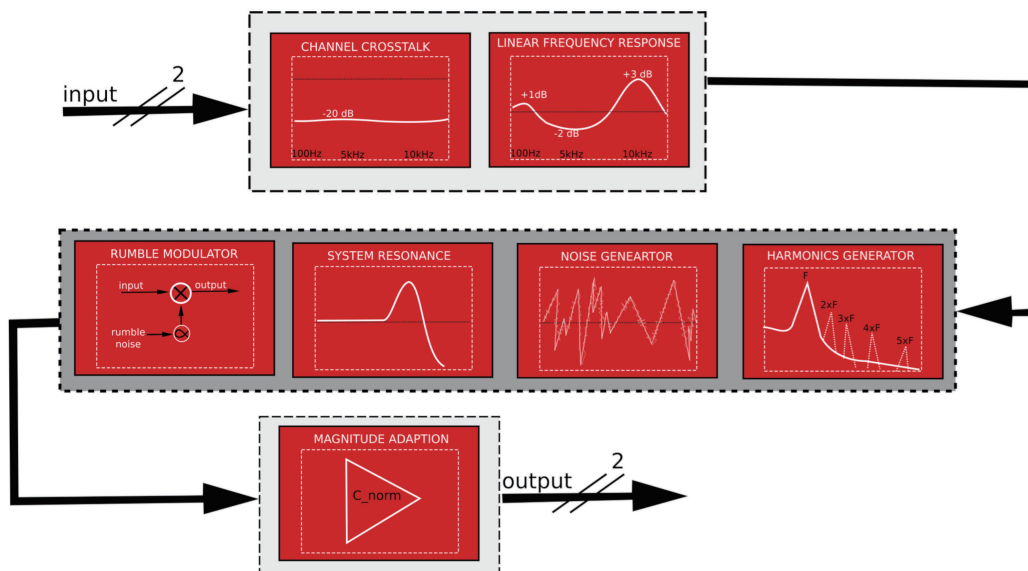 CHANNEL CROSSTALK
LINEAR FREQUENCY RESPONSE
input
2
-20 dB
100Hz
5kHz
10kHz
+1dB
-2 dB
+3 dB
100Hz
5kHz
10kHz
RUMBLE MODULATOR
input
output
rumble
noise
α
SYSTEM RESONANCE
NOISE GENEARTOR
HARMONICS GENERATOR
F
2xF
3xF
4xF
5xF
MAGNITUDE ADAPTION
C_norm
output
2